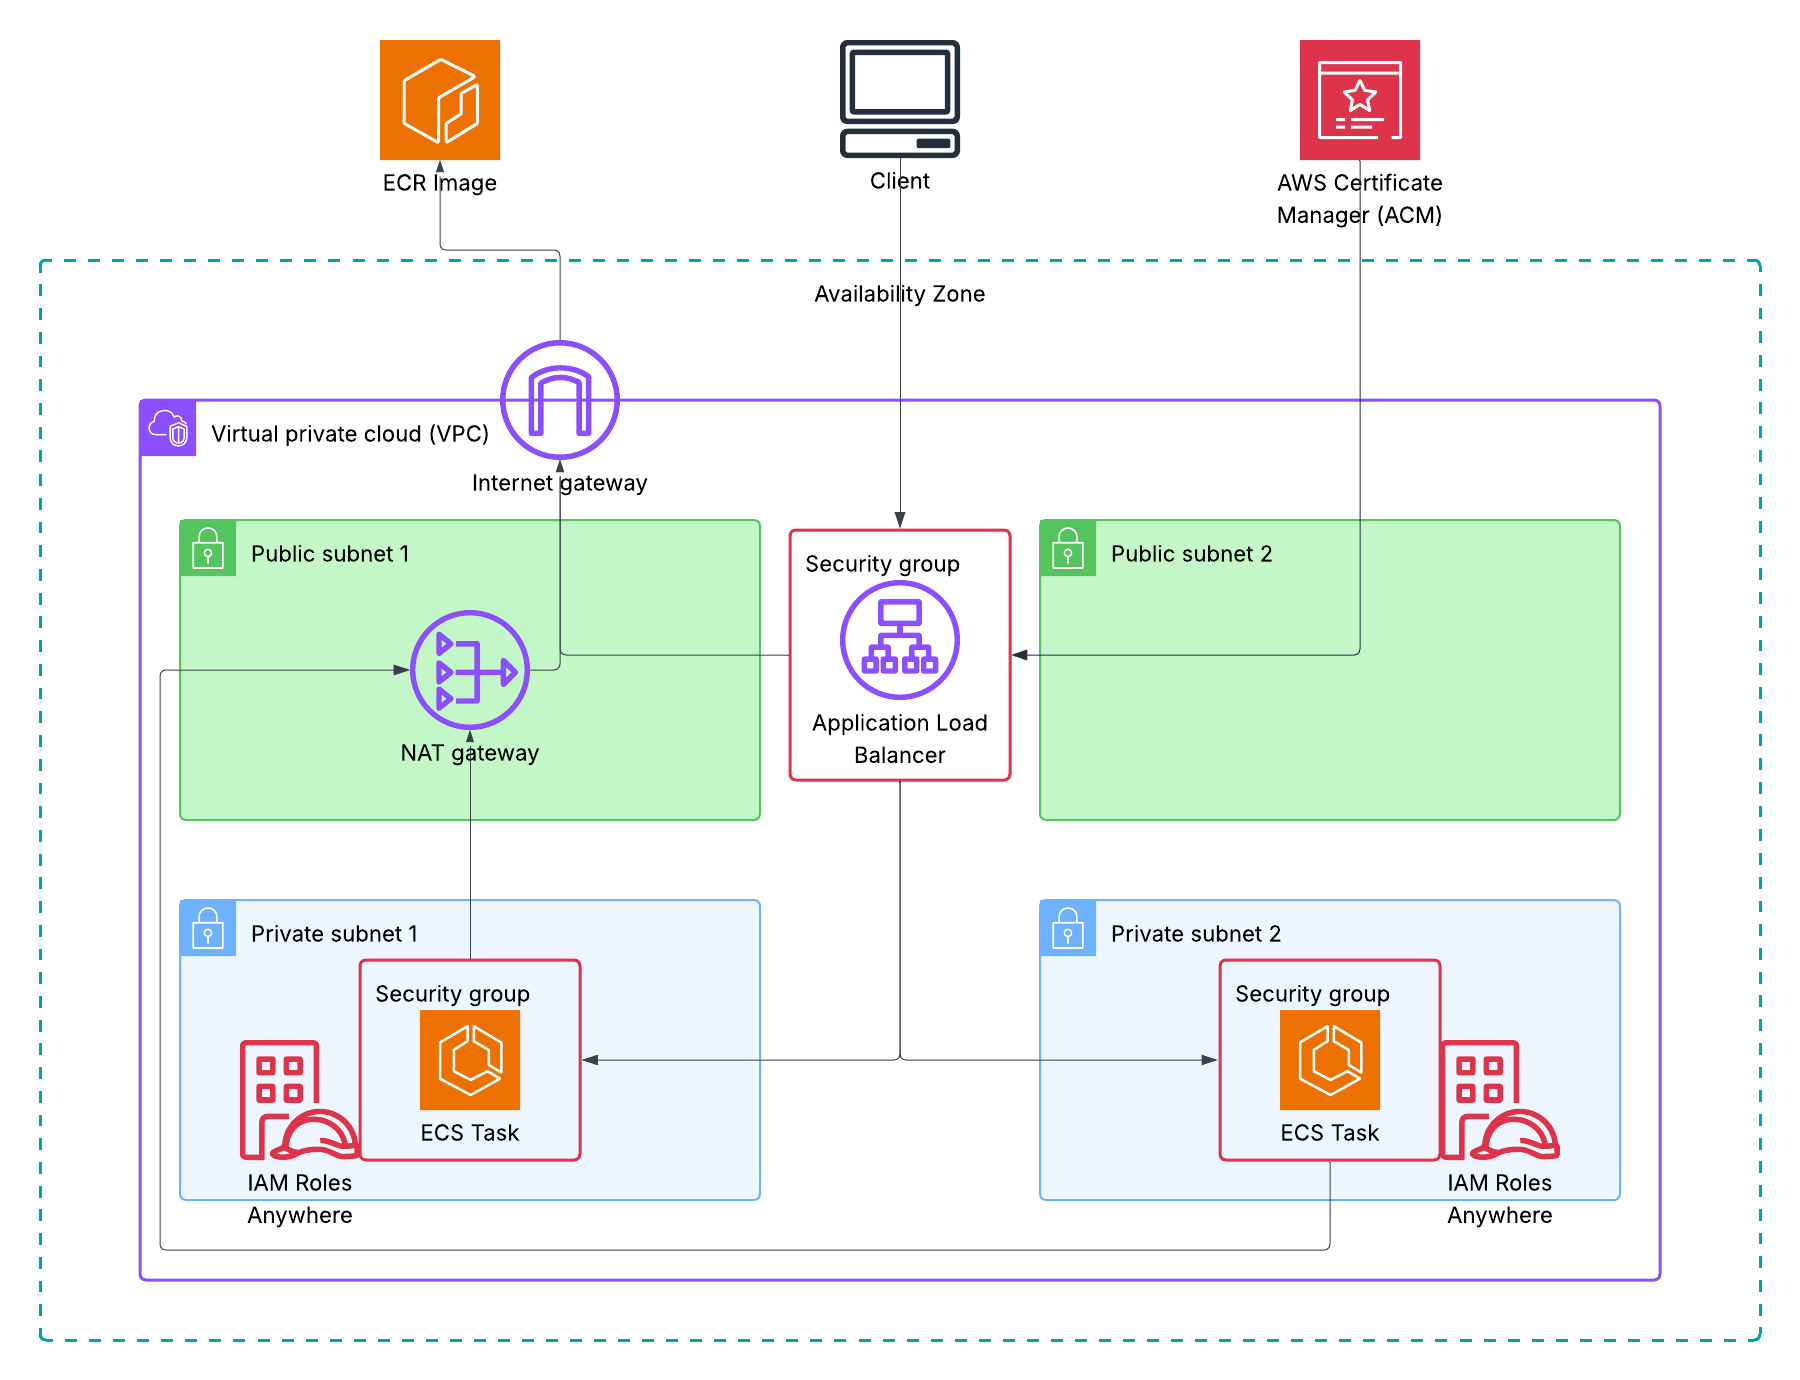 ECR Image
Client
AWS Certificate
Manager (ACM)
Availability Zone
Virtual private cloud (VPC)
Internet gateway
Public subnet 1
Security group
Application Load
Balancer
Public subnet 2
NAT gateway
Private subnet 1
Security group
ECS Task
IAM Roles
Anywhere
Private subnet 2
Security group
ECS Task
IAM Roles
Anywhere